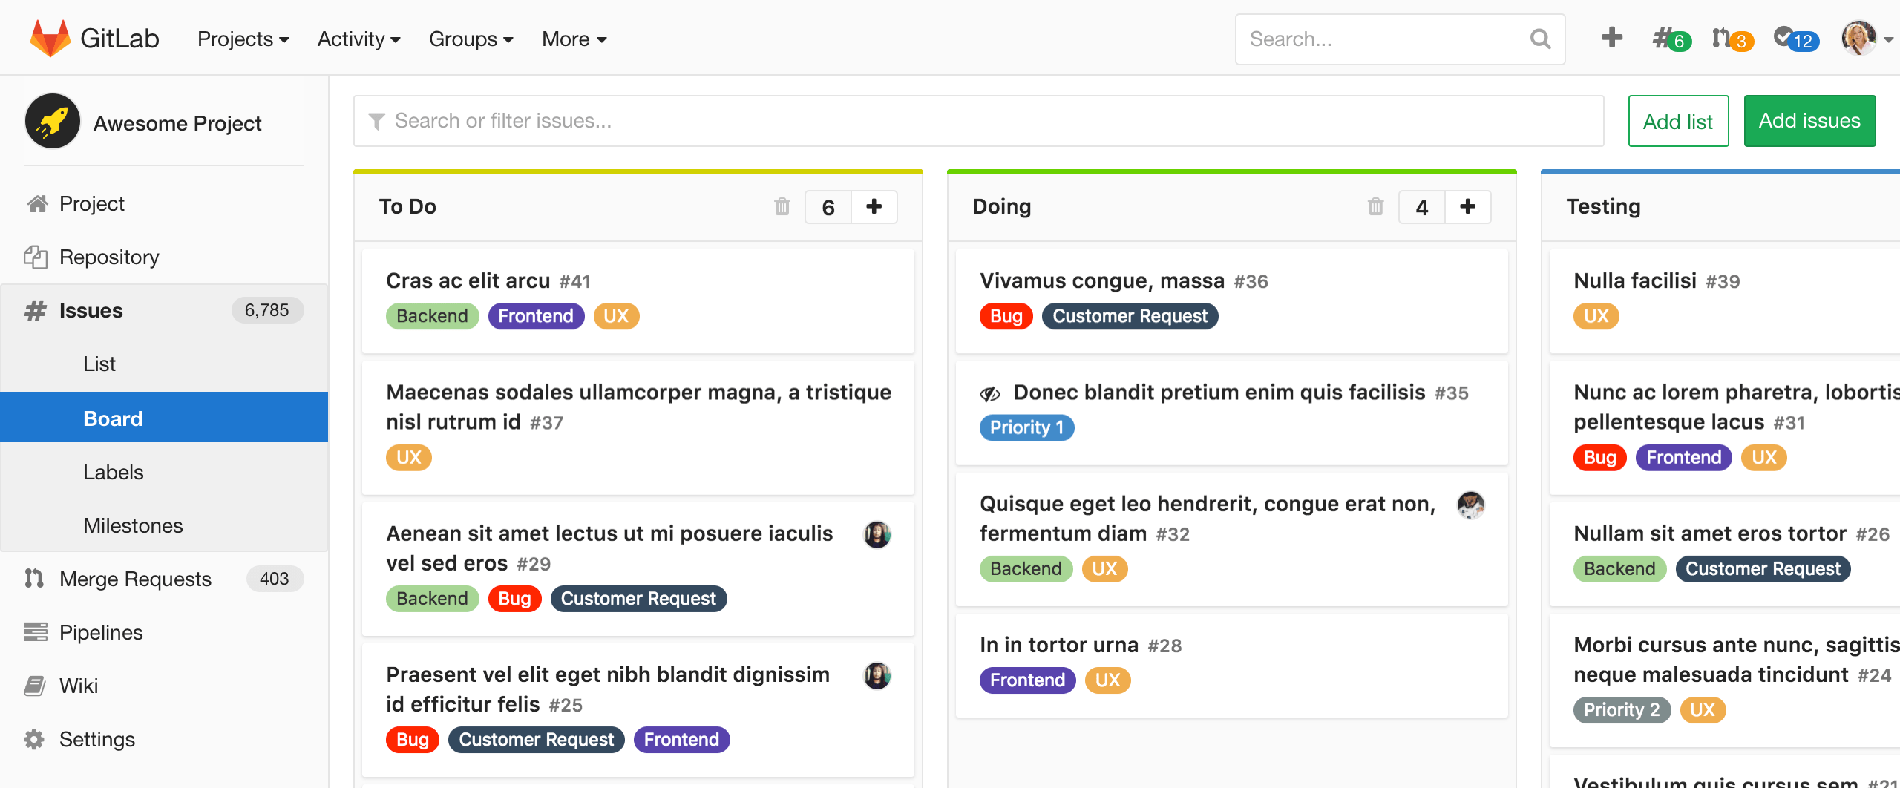 GitLab
Projects
Activity
Groups
More
Search...
6
3
12
Awesome Project
Search or filter issues...
Add list
Add issues
Project
Repository
Issues
6,785
List
Board
Labels
Milestones
Merge Requests
403
Pipelines
Wiki
Settings
To Do
6
Cras ac elit arcu #41
Backend Frontend UX
Maecenas sodales ullamcorper magna, a tristique
nisl rutrum id #37
UX
Aenean sit amet lectus ut mi posuere iaculis
vel sed eros #29
Backend Bug Customer Request
Praesent vel elit eget nibh blandit dignissim
id efficitur felis #25
Bug Customer Request Frontend
Doing
4
Vivamus congue, massa #36
Bug Customer Request
Donec blandit pretium enim quis facilisis #35
Priority 1
Quisque eget leo hendrerit, congue erat non,
fermentum diam #32
Backend UX
In in tortor urna #28
Frontend UX
Testing
Nulla facilisi #39
UX
Nunc ac lorem pharetra, lobortis
pellentesque lacus #31
Bug Frontend UX
Nullam sit amet eros tortor #26
Backend Customer Request
Morbi cursus ante nunc, sagittis
neque malesuada tincidunt #24
Priority 2 UX
Vestibulum quis cursus sem #21